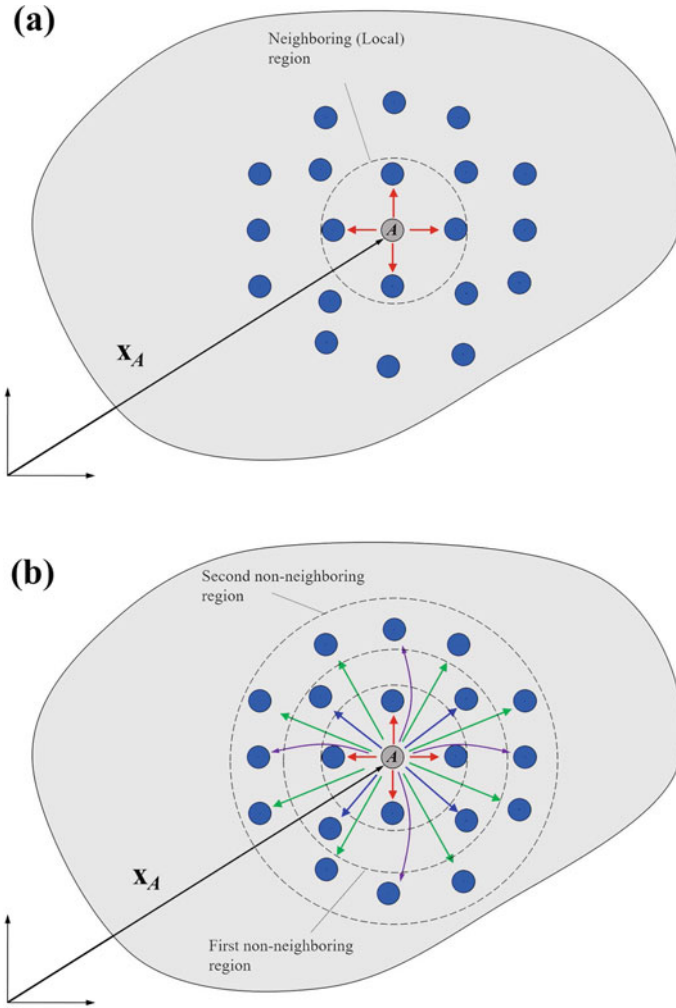 (a)
Neighboring (Local)
region
A
x_A
(b)
Second non-neighboring
region
A
x_A
First non-neighboring
region